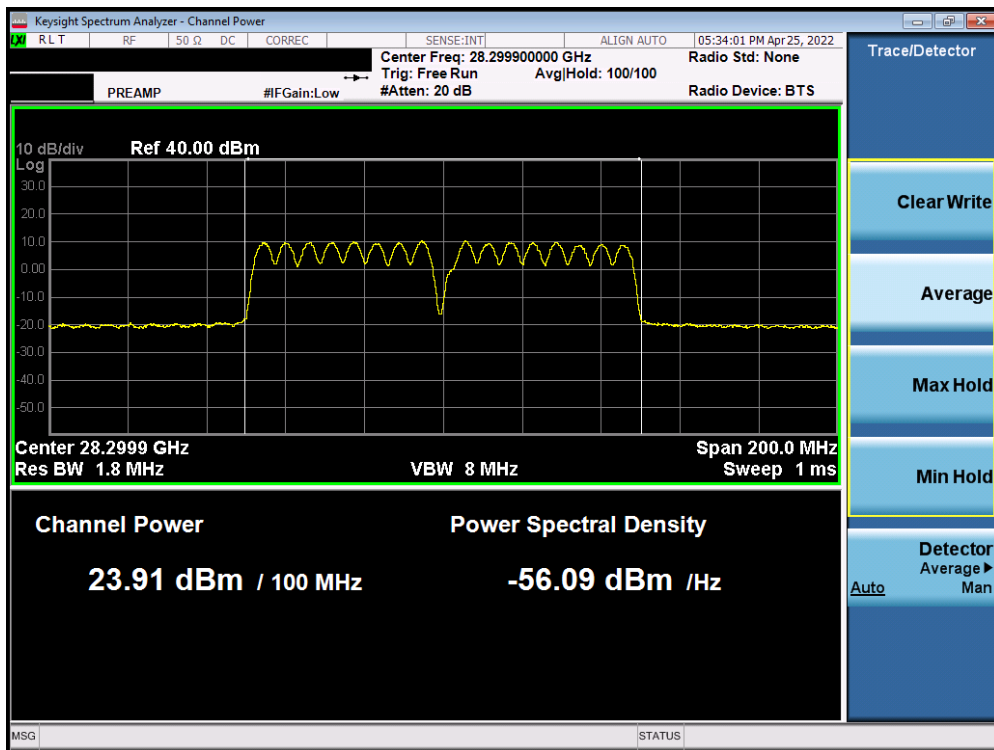 Keysight Spectrum Analyzer - Channel Power
LXI RLT RF 50 Ω DC CORREC SENSE:INT ALIGN AUTO 05:34:01 PM Apr 25, 2022
Center Freq: 28.299900000 GHz Radio Std: None
Trig: Free Run Avg|Hold: 100/100
PREAMP #IFGain:Low #Atten: 20 dB Radio Device: BTS
10 dB/div Ref 40.00 dBm
Log
30.0
20.0
10.0
0.00
-10.0
-20.0
-30.0
-40.0
-50.0
Center 28.2999 GHz Span 200.0 MHz
Res BW 1.8 MHz VBW 8 MHz Sweep 1 ms
Channel Power Power Spectral Density
23.91 dBm / 100 MHz -56.09 dBm /Hz
MSG STATUS
Trace/Detector
Clear Write
Average
Max Hold
Min Hold
Detector
Average▶
Auto Man